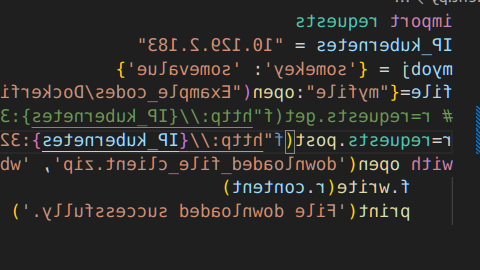 import requests
IP_kubernetes = "10.129.2.183"
myobj = {'somekey': 'somevalue'}
file={"myfile":open("Example_codes/Dockerfi
# r=requests.get(f"http://{IP_kubernetes}:3
r=requests.post(f"http://{IP_kubernetes}:32
with open('downloaded_file_client.zip', 'wb
    f.write(r.content)
    print('File downloaded successfully.')